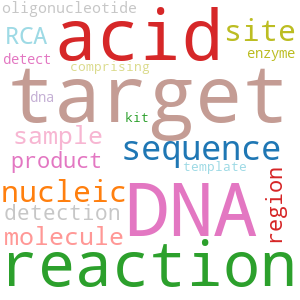 oligonucleotide
RCA acid site
detect comprising enzyme
target
dna kit
sample sequence
product template
nucleic
detection DNA region
molecule
reaction